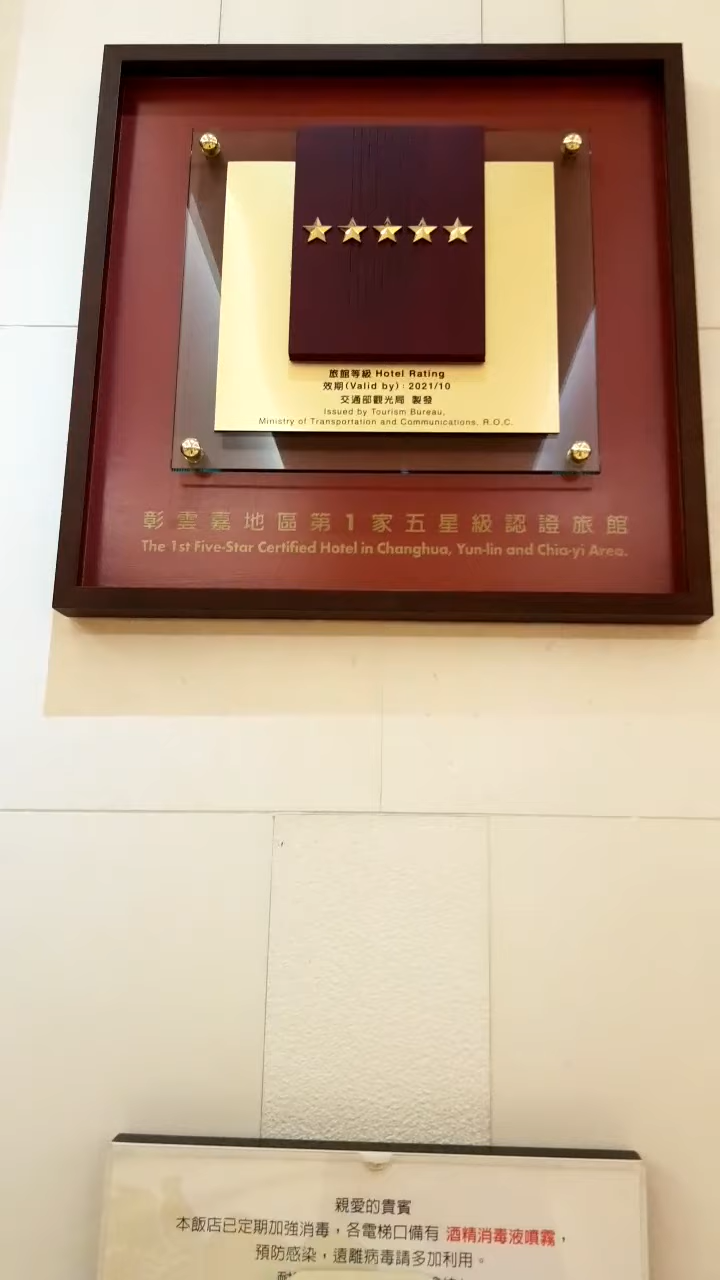 旅館等級 Hotel Rating
效期(Valid by): 2021/10
交通部觀光局 製發
Issued by Tourism Bureau,
Ministry of Transportation and Communications, R.O.C.
彰雲嘉地區第1家五星級認證旅館
The 1st Five-Star Certified Hotel in Changhua, Yun-lin and Chia-yi Area.
親愛的貴賓
本飯店已定期加強消毒，各電梯口備有 酒精消毒液噴霧，
預防感染，遠離病毒請多加利用。